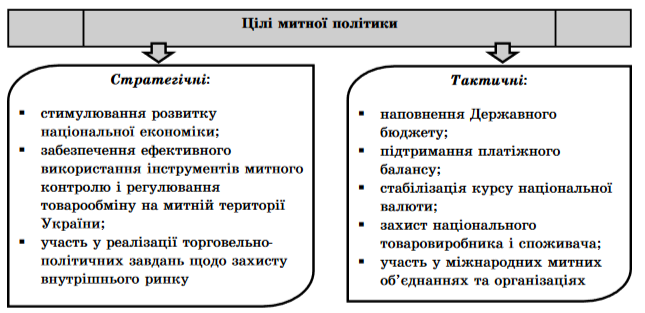 Цілі митної політики
Стратегічні:
▪ стимулювання розвитку
національної економіки;
▪ забезпечення ефективного
використання інструментів митного
контролю і регулювання
товарообміну на митній території
України;
▪ участь у реалізації торговельно-
політичних завдань щодо захисту
внутрішнього ринку
Тактичні:
▪ наповнення Державного
бюджету;
▪ підтримання платіжного
балансу;
▪ стабілізація курсу національної
валюти;
▪ захист національного
товаровиробника і споживача;
▪ участь у міжнародних митних
об’єднаннях та організаціях